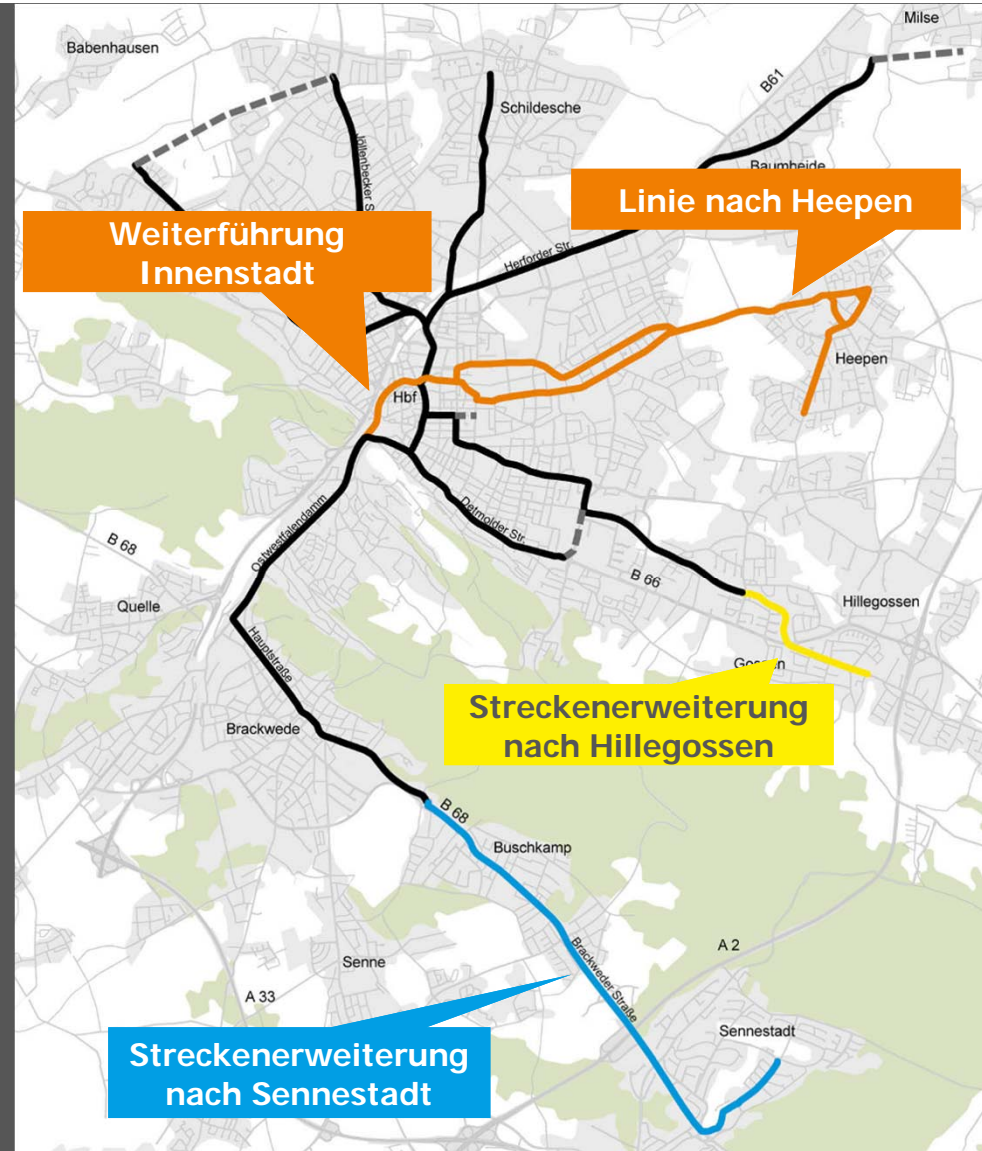 Milse
Babenhausen
B61
Schildesche
Jöllenbecker S
Baumheide
Linie nach Heepen
Weiterführung
Innenstadt
Herforder Str.
Heepen
Hbf
Detmolder Str.
Ostwestfalendamm
B 68
B 66
Quelle
Hillegossen
Hauptstraße
Streckenerweiterung
nach Hillegossen
Brackwede
B 68
Buschkamp
Brackweder Straße
A 2
Senne
A 33
Sennestadt
Streckenerweiterung
nach Sennestadt